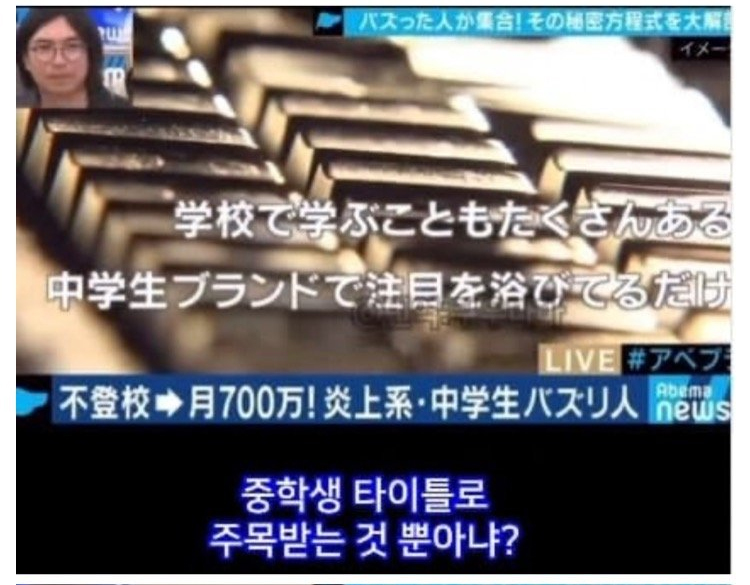 バズった人が集合!その秘密方程式を大解
イメー
学校で学ぶこともたくさんある
中学生ブランドで注目を浴びてるだけ
LIVE #アベプラ
不登校➡月700万!炎上系・中学生バズリ人
Abema
news
중학생 타이틀로
주목받는 것 뿐아냐?